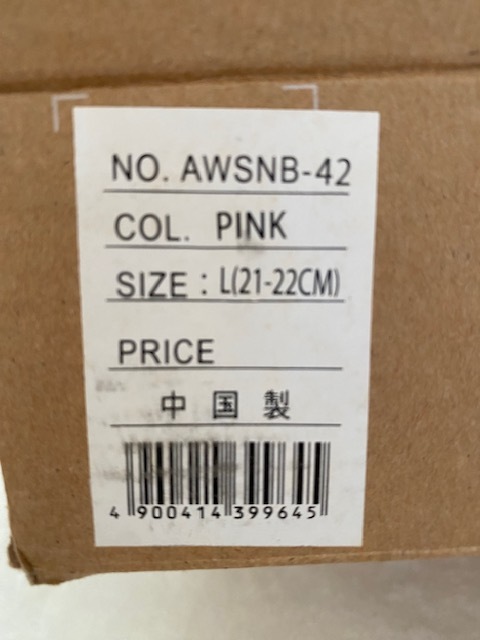 NO. AWSNB-42
COL. PINK
SIZE : L(21-22CM)
PRICE
中国製
4 900414 399645